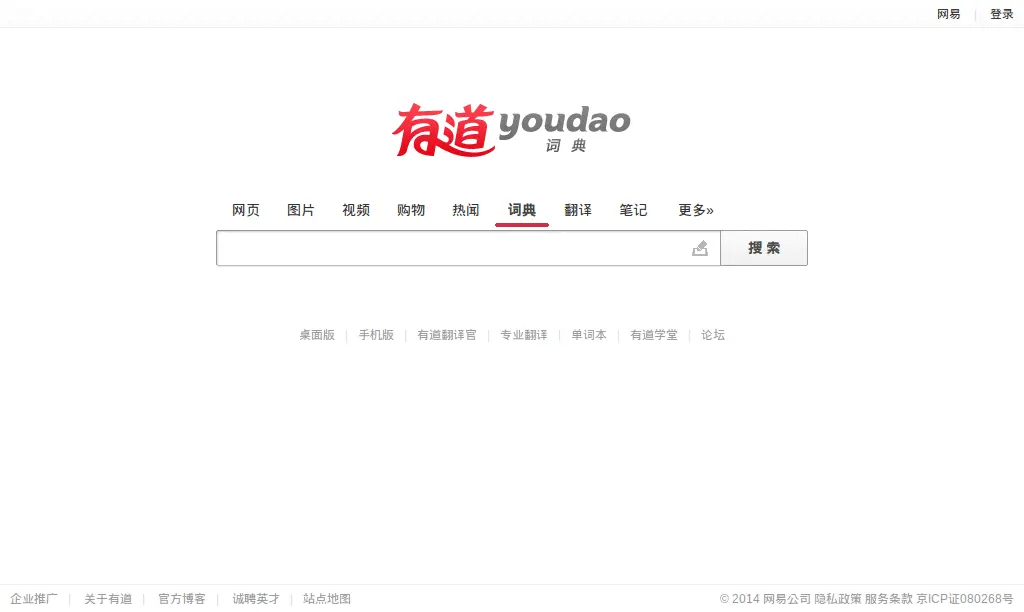 网易 登录
有道 youdao
词典
网页 图片 视频 购物 热闻 词典 翻译 笔记 更多»
搜 索
桌面版 手机版 有道翻译官 专业翻译 单词本 有道学堂 论坛
企业推广 关于有道 官方博客 诚聘英才 站点地图 © 2014 网易公司 隐私政策 服务条款 京ICP证080268号